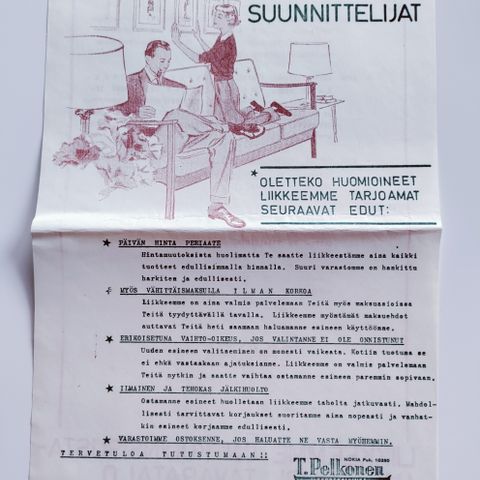 SUUNNITTELIJAT
OLETTEKO HUOMIOINEET
LIIKKEEMME TARJOAMAT
SEURAAVAT EDUT:
PÄIVÄN HINTA PERIAATE
Hintamuutoksista huolimatta Te saatte liikkeestämme aina kaikki
tuotteet edullisimmalla hinnalla. Suuri varastomme on hankittu
harkiten ja edullisesti.
MYÖS VÄHITTÄISMAKSULLA ILMAN KORKOA
Liikkeemme on aina valmis palvelemaan Teitä myös maksuasioissa
Teitä tyydyttävällä tavalla. Liikkeemme myöntämät maksuehdot
auttavat Teitä heti saamaan haluamanne esineen käyttöönne.
ERIKOISETUNA VAIHTO-OIKEUS, JOS VALINTANNE EI OLE ONNISTUNUT
Uuden esineen valitseminen on monesti vaikeata. Kotiin tuotuna se
ei ehkä vastaakaan ajatuksianne. Liikkeemme on valmis palvelemaan
Teitä nytkin ja saatte vaihtaa ostamanne esineen paremmin sopivaan.
ILMAINEN JA TEHOKAS JÄLKIHUOLTO
Ostamanne esineet huolletaan liikkeemme taholta jatkuvasti. Mahdol-
lisesti tarvittavat korjaukset suoritamme aina nopeasti ja vanhat-
kin esineet korjaamme edullisesti.
VARASTOIMME OSTOKSENNE, JOS HALUATTE NE VASTA MYÖHEMMIN.
TERVETULOA TUTUSTUMAAN!!
T. Pelkonen
NOKIA Puh. 10280